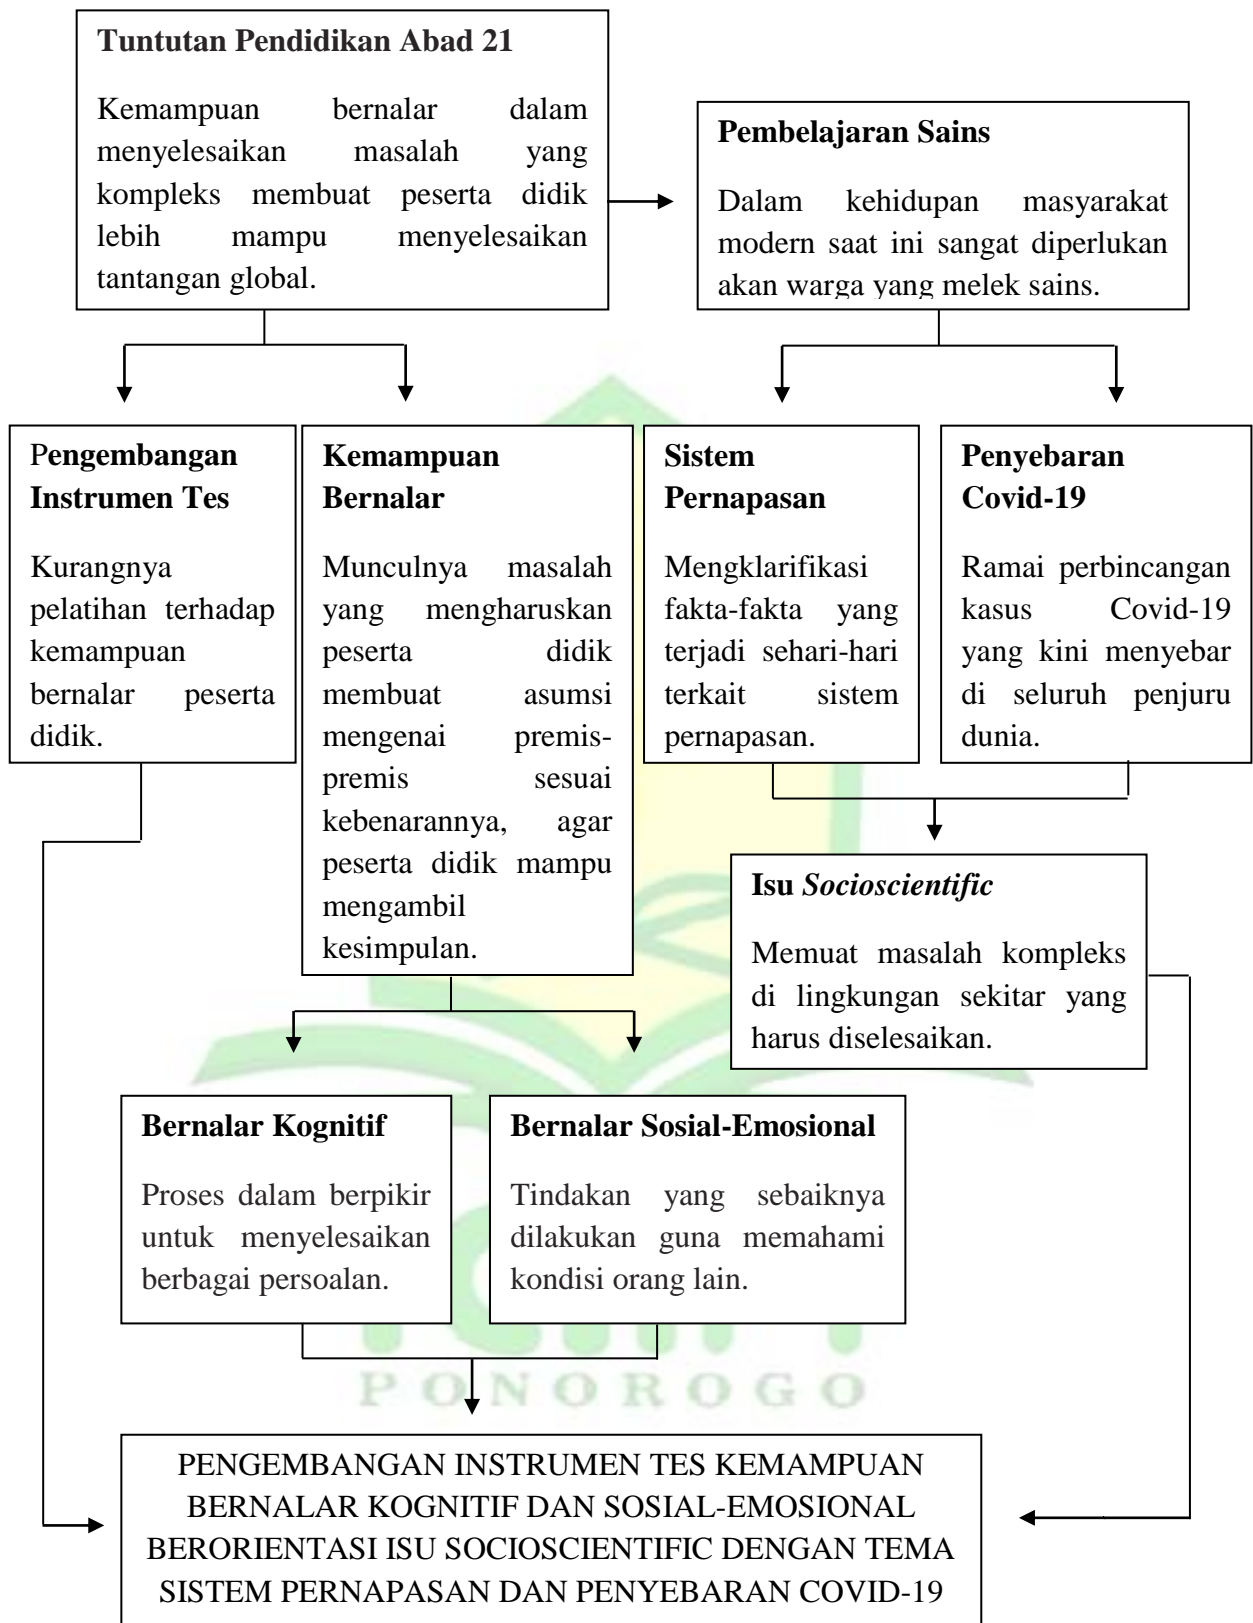 Tuntutan Pendidikan Abad 21
Kemampuan bernalar dalam
menyelesaikan masalah yang
kompleks membuat peserta didik
lebih mampu menyelesaikan
tantangan global.
Pembelajaran Sains
Dalam kehidupan masyarakat
modern saat ini sangat diperlukan
akan warga yang melek sains.
Pengembangan
Instrumen Tes
Kurangnya
pelatihan terhadap
kemampuan
bernalar peserta
didik.
Kemampuan
Bernalar
Munculnya masalah
yang mengharuskan
peserta didik
membuat asumsi
mengenai premis-
premis sesuai
kebenarannya, agar
peserta didik mampu
mengambil
kesimpulan.
Sistem
Pernapasan
Mengklarifikasi
fakta-fakta yang
terjadi sehari-hari
terkait sistem
pernapasan.
Penyebaran
Covid-19
Ramai perbincangan
kasus Covid-19
yang kini menyebar
di seluruh penjuru
dunia.
Isu Socioscientific
Memuat masalah kompleks
di lingkungan sekitar yang
harus diselesaikan.
Bernalar Kognitif
Proses dalam berpikir
untuk menyelesaikan
berbagai persoalan.
Bernalar Sosial-Emosional
Tindakan yang sebaiknya
dilakukan guna memahami
kondisi orang lain.
PONOROGO
PENGEMBANGAN INSTRUMEN TES KEMAMPUAN
BERNALAR KOGNITIF DAN SOSIAL-EMOSIONAL
BERORIENTASI ISU SOCIOSCIENTIFIC DENGAN TEMA
SISTEM PERNAPASAN DAN PENYEBARAN COVID-19